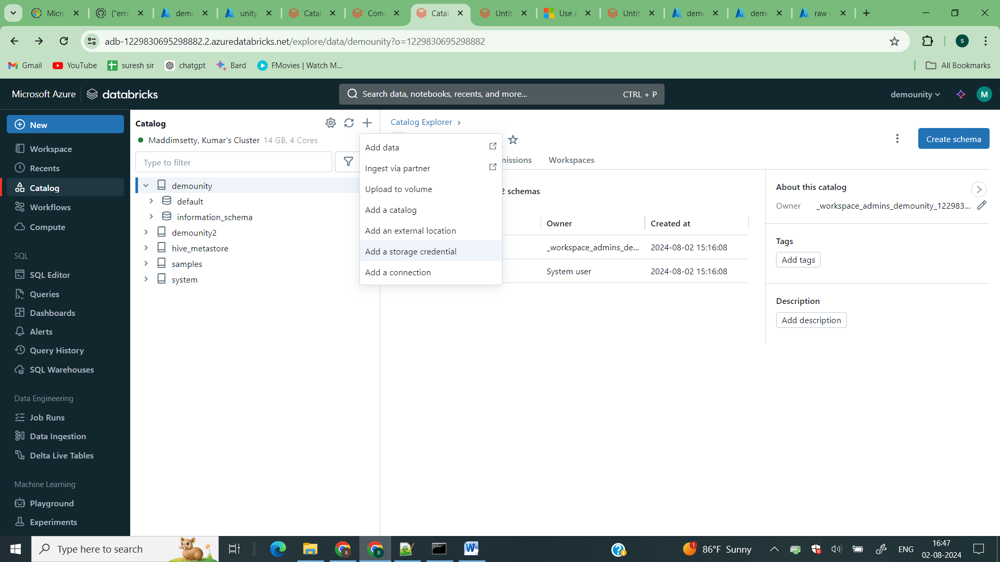 Micro
{"erro
demo
unity
Catal
Comp
Catal
Untit
Use A
Untit
demo
demo
raw -
adb-1229830695298882.2.azuredatabricks.net/explore/data/demounity?o=1229830695298882
S
Gmail
YouTube
suresh sir
chatgpt
Bard
FMovies | Watch M...
All Bookmarks
Microsoft Azure
databricks
Search data, notebooks, recents, and more...
CTRL + P
demounity
M
New
Workspace
Recents
Catalog
Workflows
Compute
SQL
SQL Editor
Queries
Dashboards
Alerts
Query History
SQL Warehouses
Data Engineering
Job Runs
Data Ingestion
Delta Live Tables
Machine Learning
Playground
Experiments
Catalog
Maddimsetty, Kumar's Cluster 14 GB, 4 Cores
Type to filter
demounity
default
information_schema
demounity2
hive_metastore
samples
system
Add data
Ingest via partner
Upload to volume
Add a catalog
Add an external location
Add a storage credential
Add a connection
Catalog Explorer
Create schema
missions
Workspaces
2 schemas
Owner
Created at
_workspace_admins_de...
2024-08-02 15:16:08
System user
2024-08-02 15:16:08
About this catalog
Owner
_workspace_admins_demounity_122983...
Tags
Add tags
Description
Add description
Type here to search
1
86°F Sunny
ENG
16:47
02-08-2024